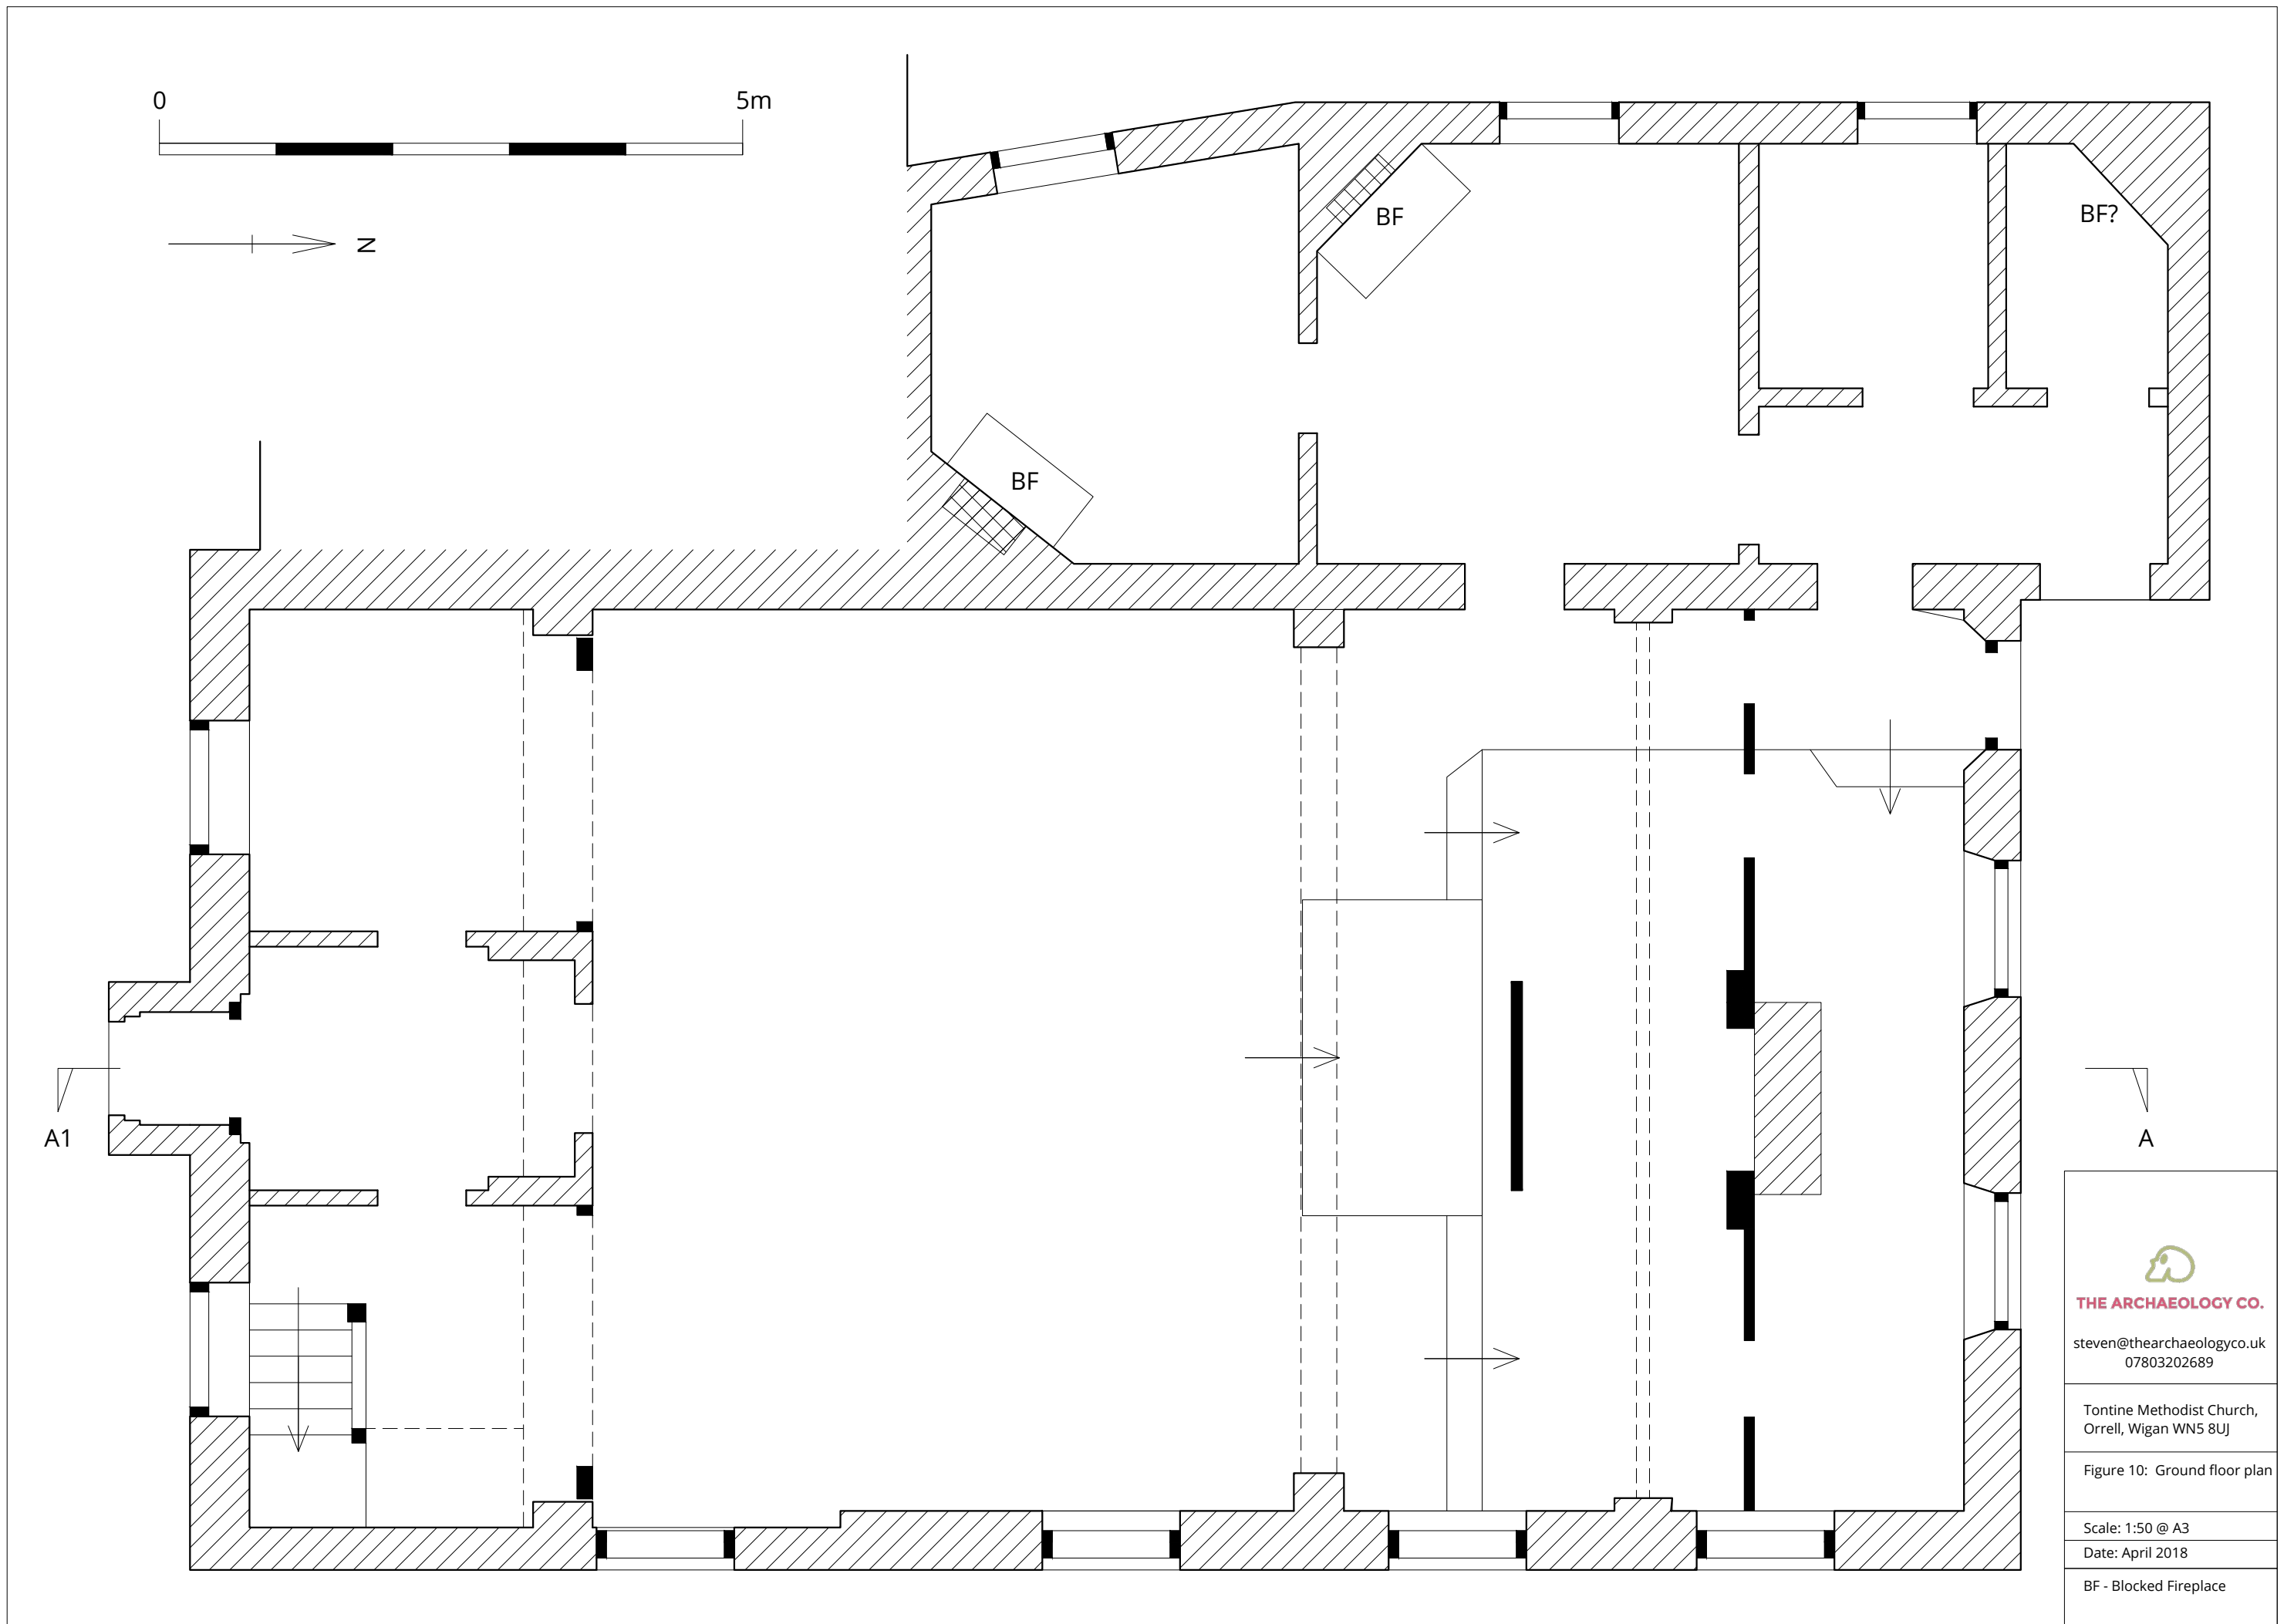 0
5m
N
BF
BF?
BF
A1
A
THE ARCHAEOLOGY CO.
steven@thearchaeologyco.uk
07803202689
Tontine Methodist Church,
Orrell, Wigan WN5 8UJ
Figure 10:  Ground floor plan
Scale: 1:50 @ A3
Date: April 2018
BF - Blocked Fireplace